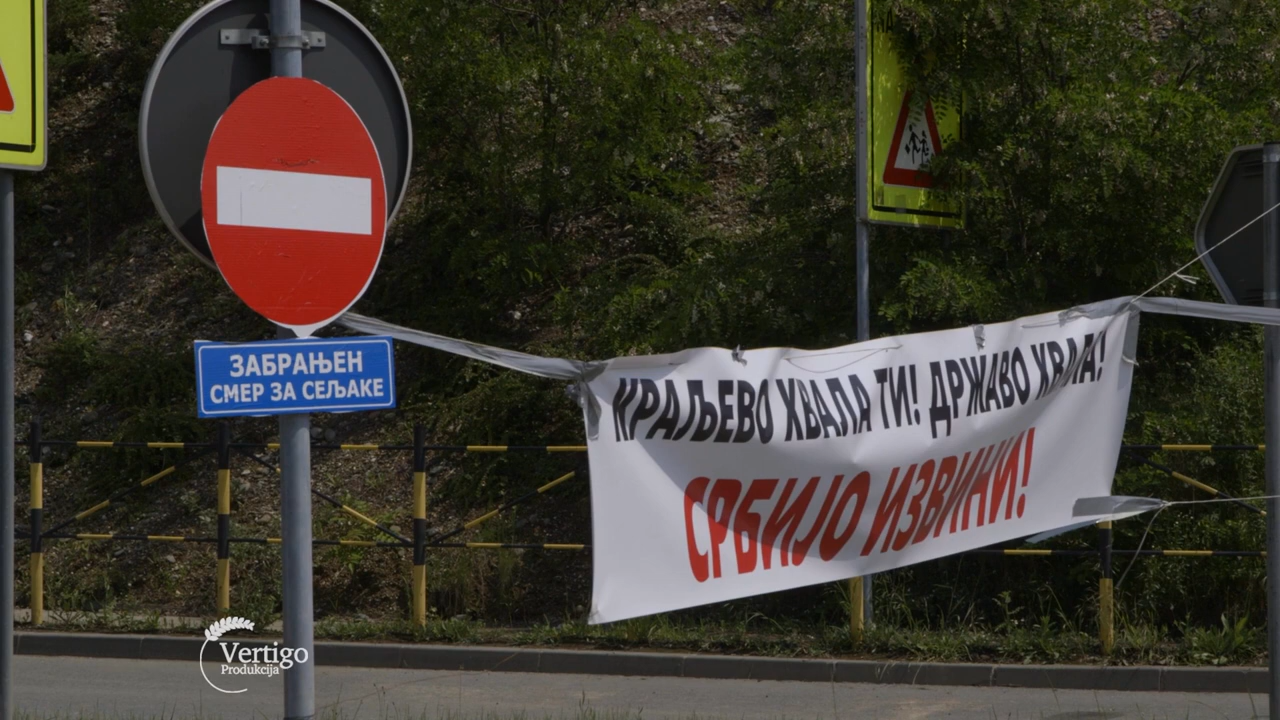 ЗАБРАЊЕН
СМЕР ЗА СЕЉАКЕ
КРАЉЕВО ХВАЛА ТИ! ДРЖАВО ХВАЛА!
СРБИЈО ИЗВИНИ!
Vertigo
Produkcija